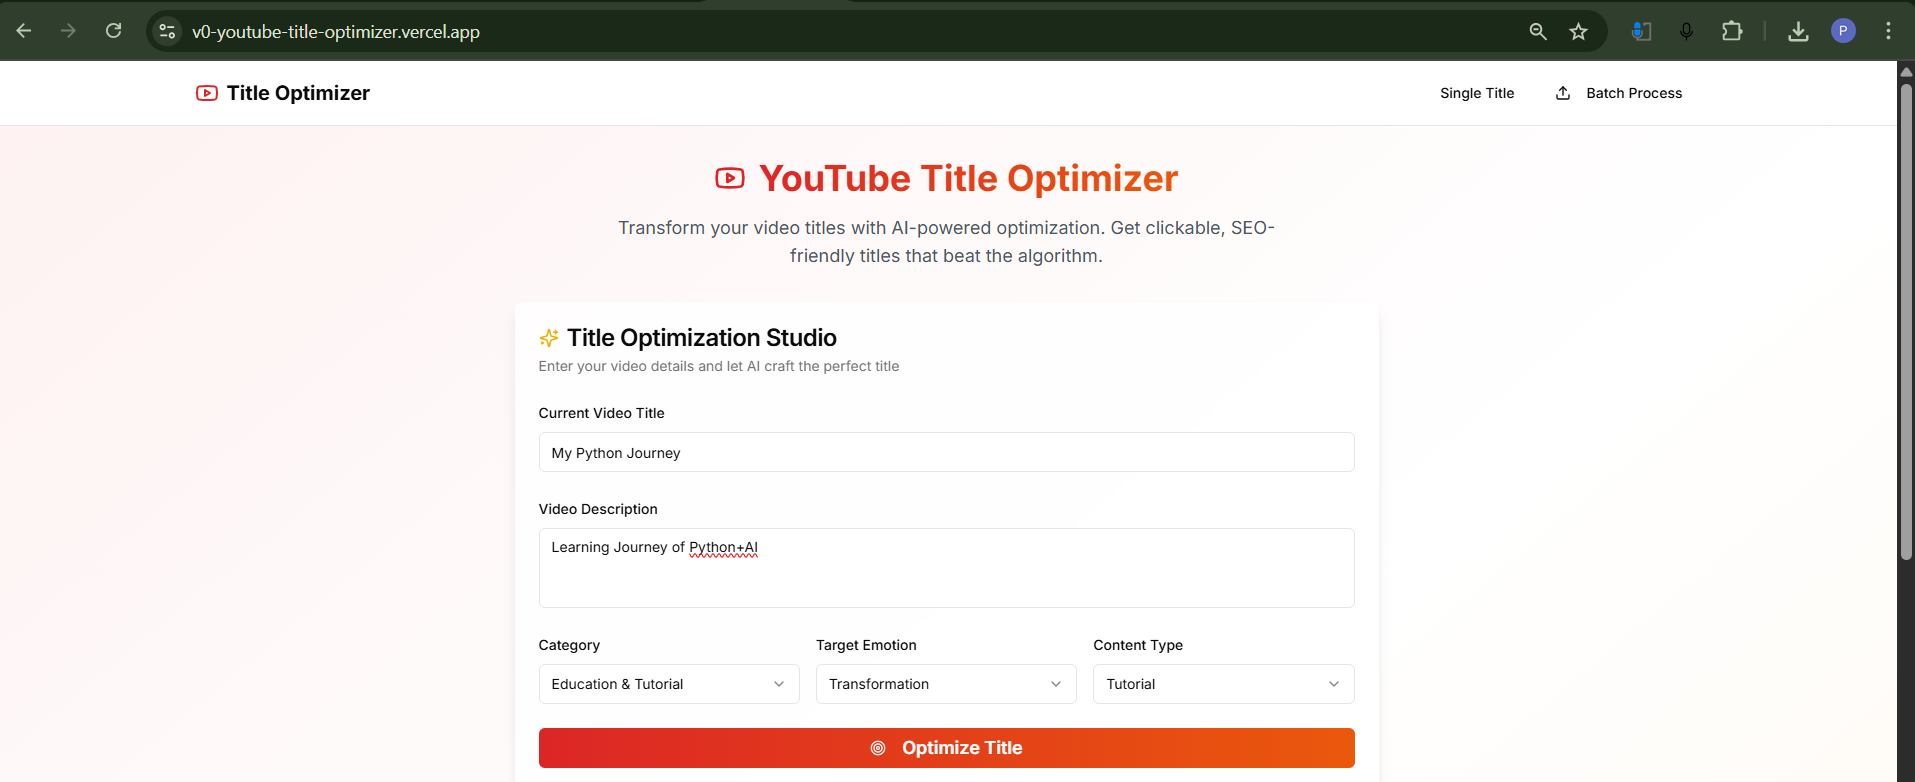 v0-youtube-title-optimizer.vercel.app
P
Title Optimizer
Single Title
Batch Process
YouTube Title Optimizer
Transform your video titles with AI-powered optimization. Get clickable, SEO-
friendly titles that beat the algorithm.
Title Optimization Studio
Enter your video details and let AI craft the perfect title
Current Video Title
My Python Journey
Video Description
Learning Journey of Python+AI
Category
Target Emotion
Content Type
Education & Tutorial
Transformation
Tutorial
Optimize Title